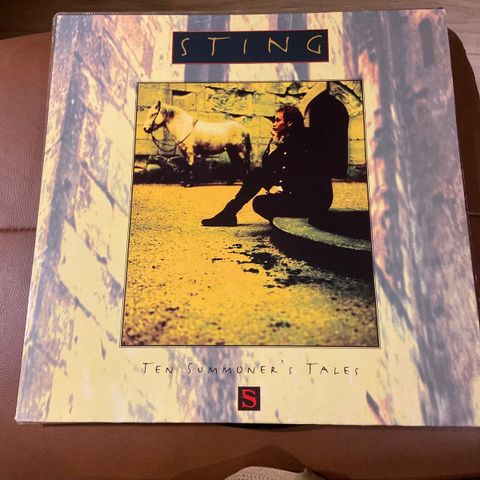 STING
TEN SUMMONER'S TALES
S